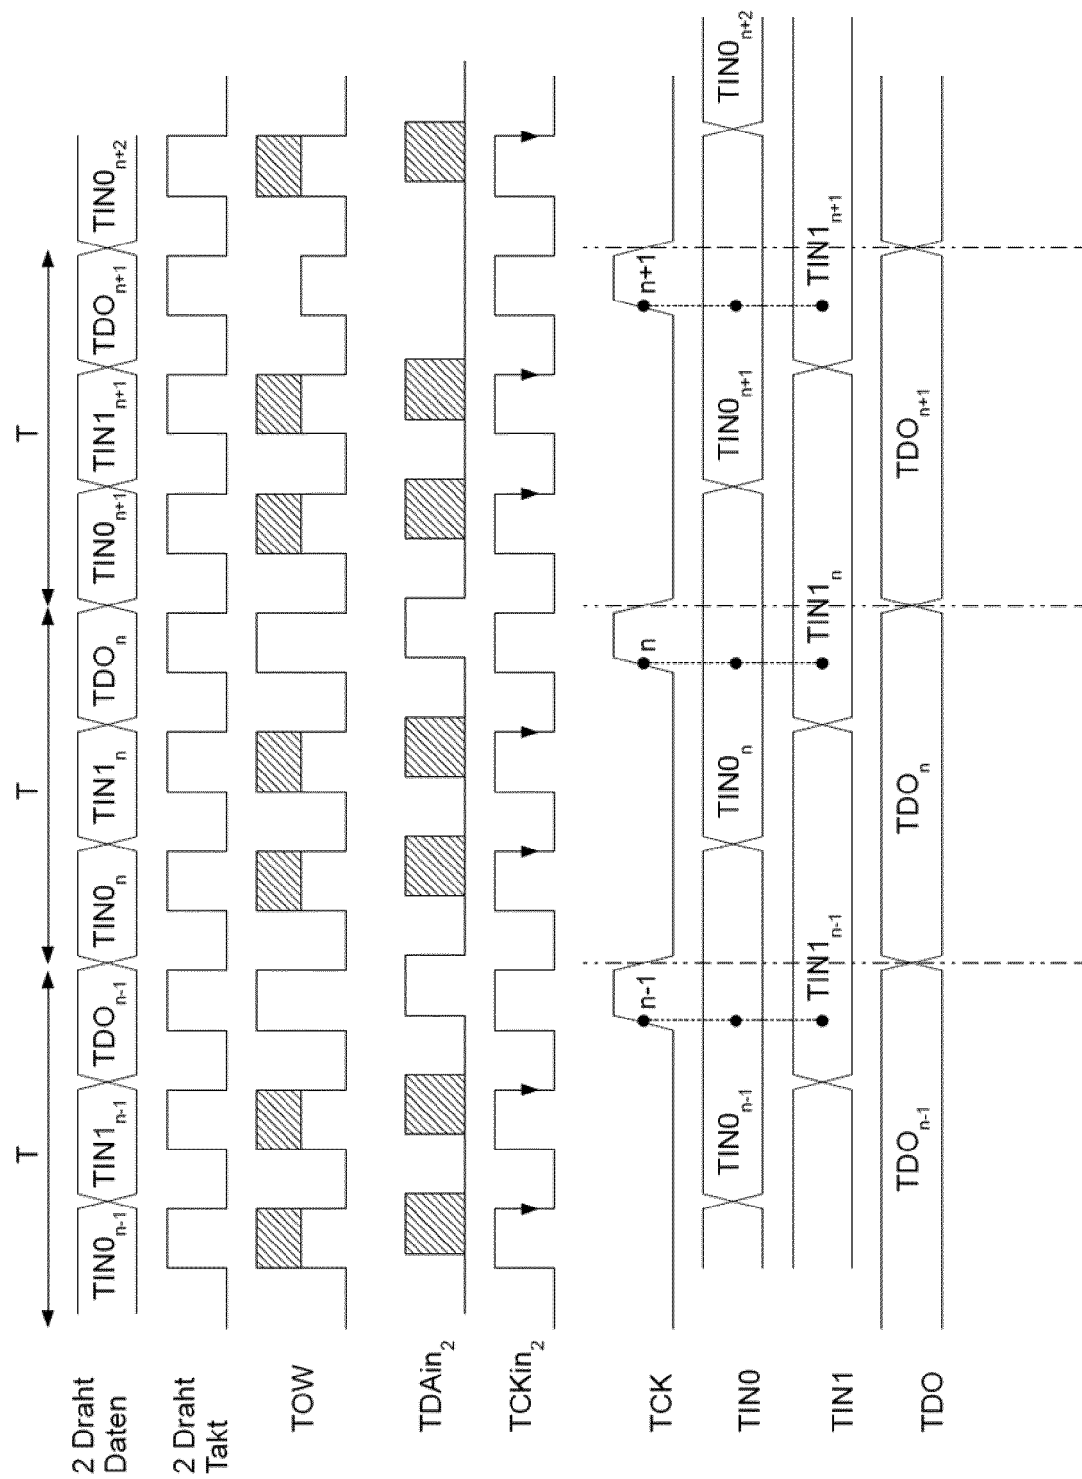 T T T
2 Draht
Daten
TIN0n-1 TIN1n-1 TDOn-1 TIN0n TIN1n TDOn TIN0n+1 TIN1n+1 TDOn+1 TIN0n+2
2 Draht
Takt
TOW
TDAin2
TCKin2
TCK n-1 n n+1
TIN0 TIN0n-1 TIN0n TIN0n+1 TIN0n+2
TIN1 TIN1n-1 TIN1n TIN1n+1
TDO TDOn-1 TDOn TDOn+1